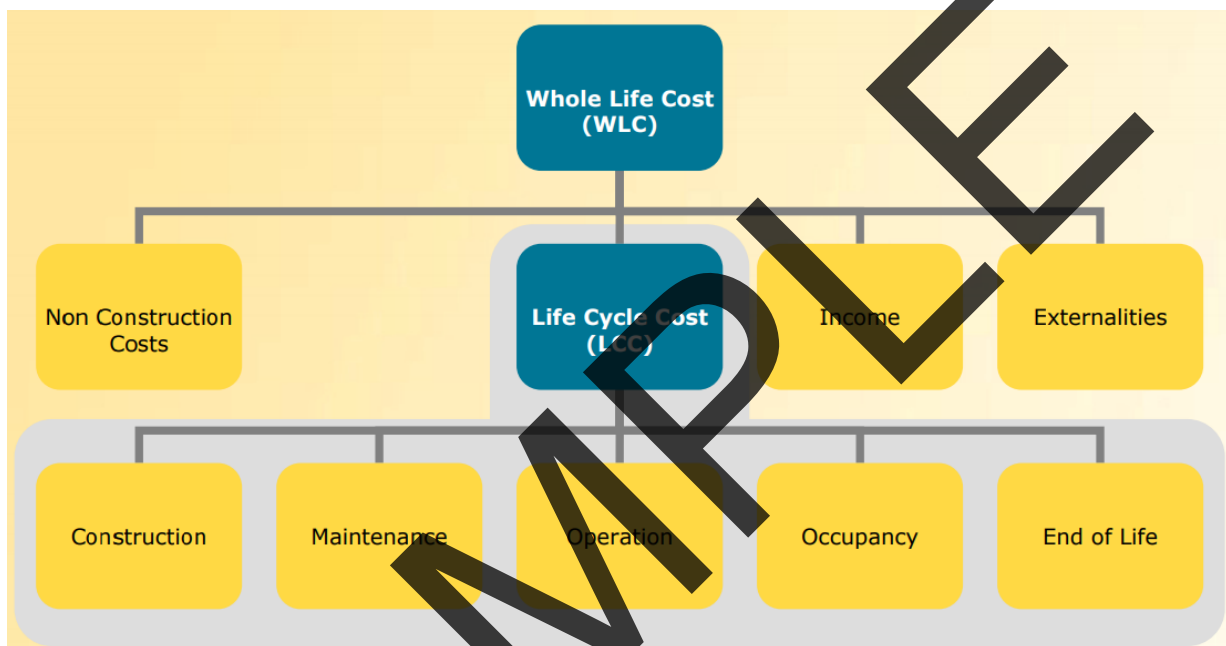 Whole Life Cost
(WLC)
Non Construction
Costs
Life Cycle Cost
(LCC)
Income
Externalities
Construction
Maintenance
Operation
Occupancy
End of Life
MPLE